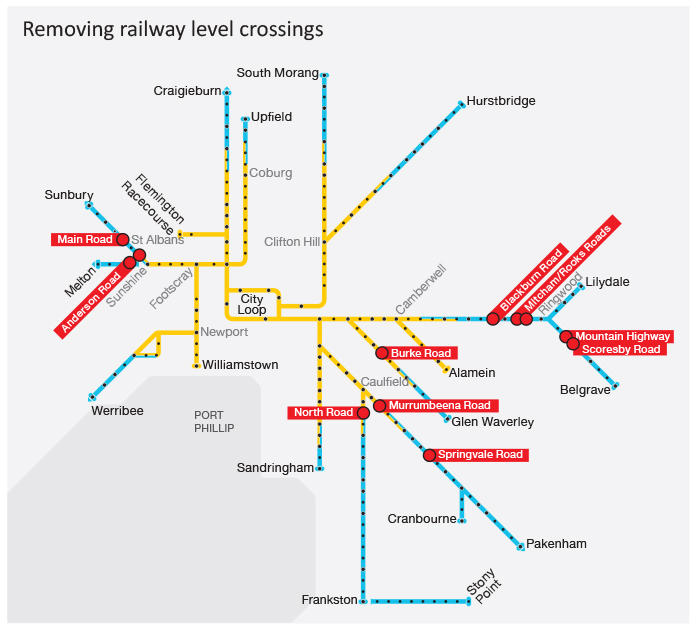 Removing railway level crossings
South Morang
Craigieburn
Hurstbridge
Upfield
Coburg
Flemington
Racecourse
Sunbury
Main Road
St Albans
Clifton Hill
Melton
Anderson Road
Sunshine
Footscray
City
Loop
Camberwell
Blackburn Road
Mitcham/Rooks Roads
Ringwood
Lilydale
Newport
Mountain Highway
Scoresby Road
Burke Road
Williamstown
Alamein
Caulfield
Belgrave
Werribee
PORT
PHILLIP
North Road
Murrumbeena Road
Glen Waverley
Springvale Road
Sandringham
Cranbourne
Pakenham
Frankston
Stony
Point